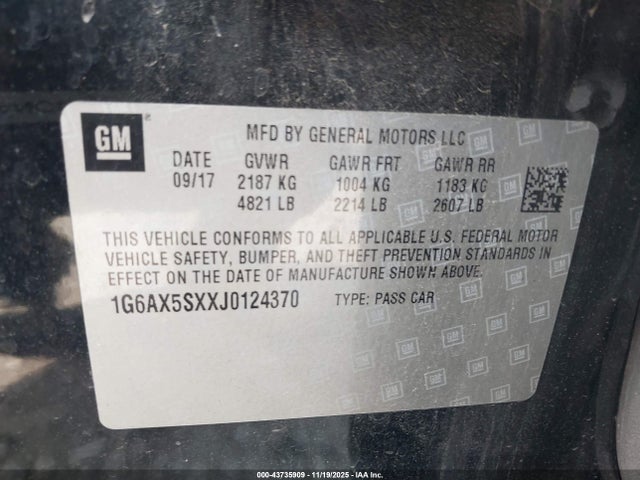 GM
MFD BY GENERAL MOTORS LLC
DATE GVWR GAWR FRT GAWR RR
09/17 2187 KG 1004 KG 1183 KG
4821 LB 2214 LB 2607 LB
THIS VEHICLE CONFORMS TO ALL APPLICABLE U.S. FEDERAL MOTOR
VEHICLE SAFETY, BUMPER, AND THEFT PREVENTION STANDARDS IN
EFFECT ON THE DATE OF MANUFACTURE SHOWN ABOVE.
1G6AX5SXXJ0124370 TYPE: PASS CAR
000-43735909 - 11/19/2025 - IAA Inc.